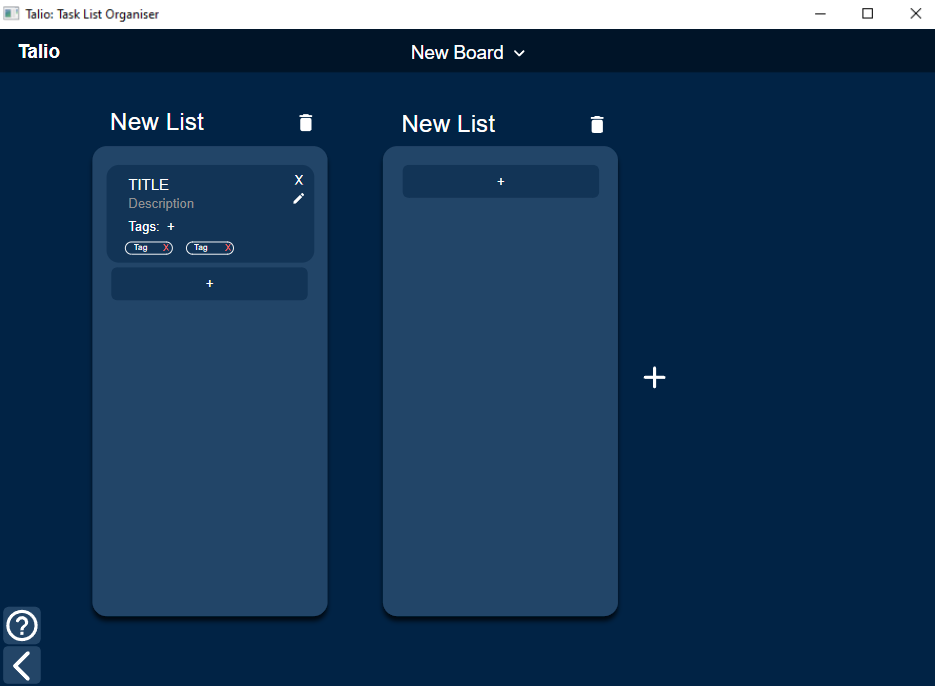 Talio: Task List Organiser
Talio
New Board
New List
New List
TITLE
X
Description
Tags: +
Tag X Tag X
+
+
+
?